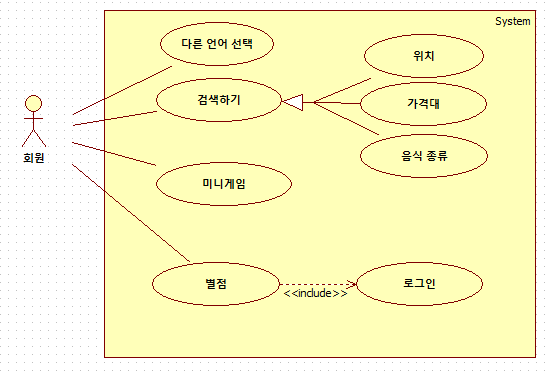 System
다른 언어 선택
위치
검색하기
가격대
음식 종류
회원
미니게임
별점
<<include>>
로그인